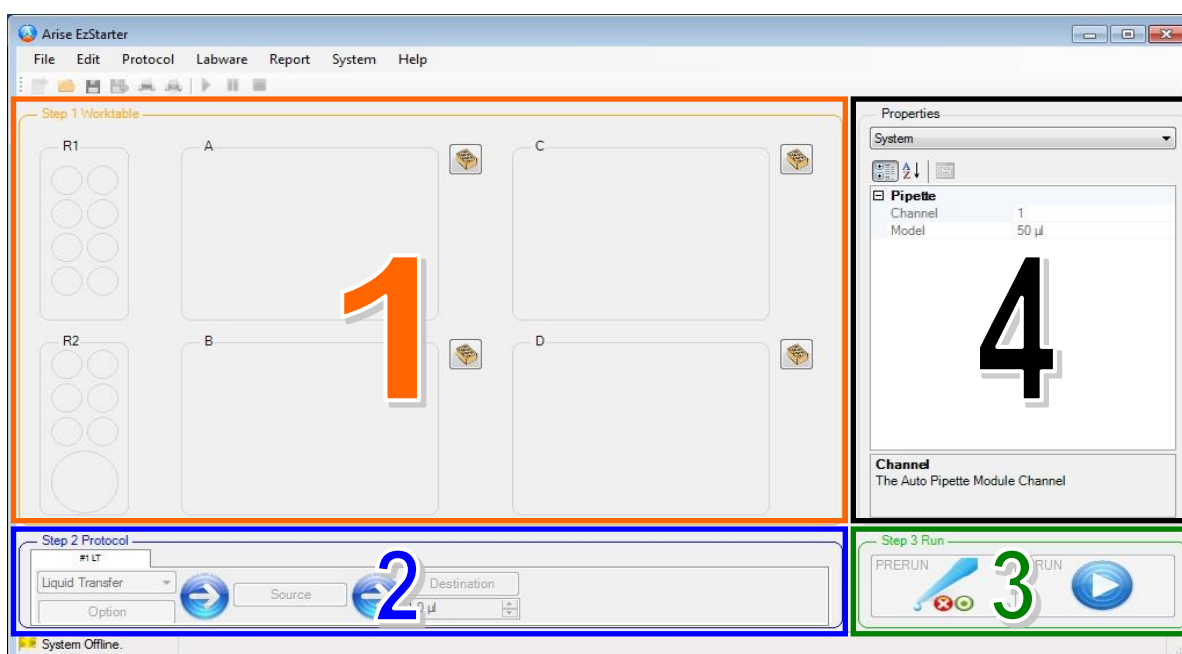 Arise EzStarter
File Edit Protocol Labware Report System Help
Step 1 Worktable
Properties
R1 A C
System
Pipette
Channel 1
Model 50 µl
1
4
R2 B D
Channel
The Auto Pipette Module Channel
Step 2 Protocol
Step 3 Run
#1 LT
PRERUN RUN
Liquid Transfer
Source
Destination
2
3
Option
0 µl
System Offline.